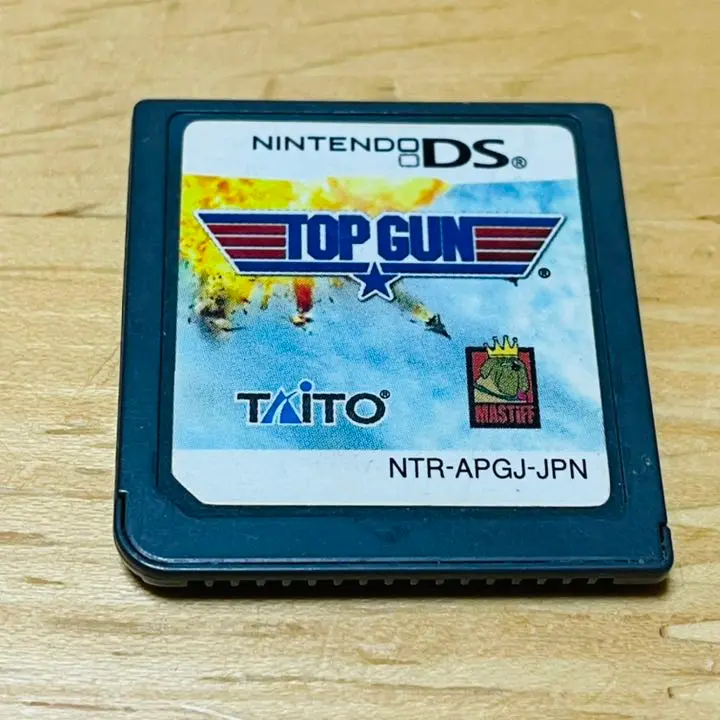 NINTENDO DS®
TOP GUN®
TAITO®
MASTIFF
NTR-APGJ-JPN